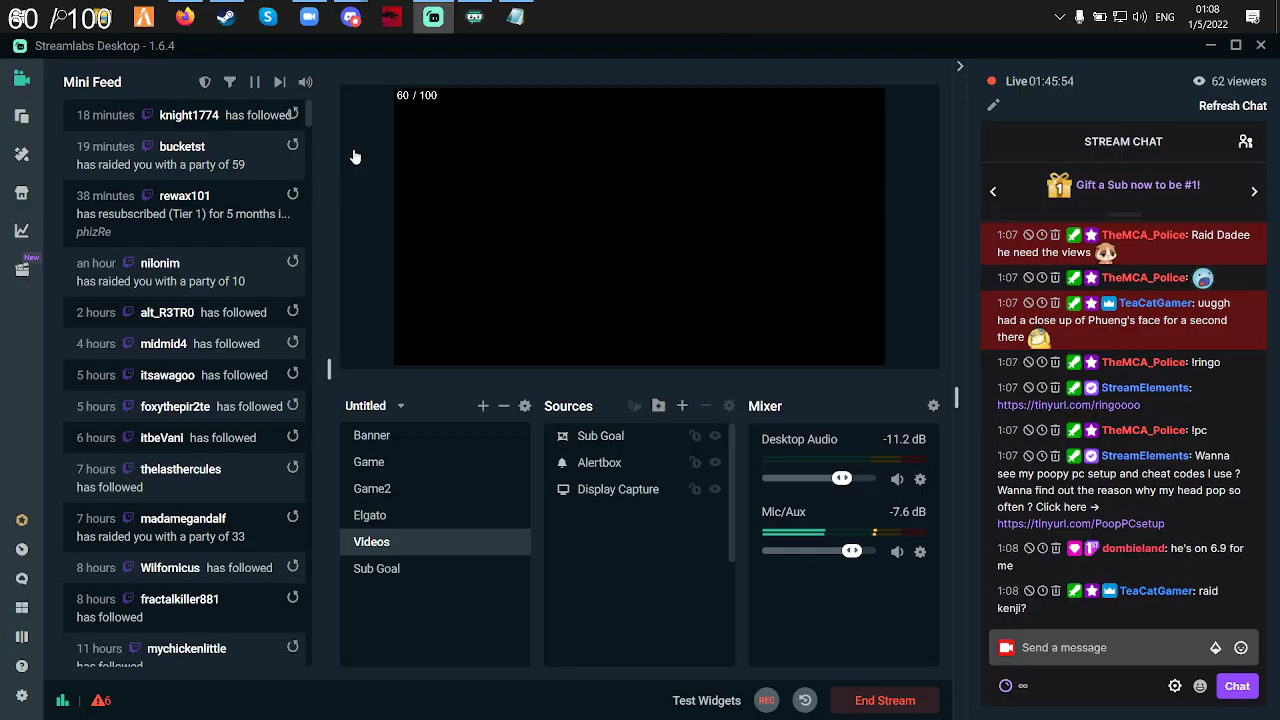 60 / 100
ENG
01:08
1/5/2022
Streamlabs Desktop - 1.6.4
Mini Feed
18 minutes knight1774 has followed
19 minutes bucketst
has raided you with a party of 59
38 minutes rewax101
has resubscribed (Tier 1) for 5 months i...
phizRe
an hour nilonim
has raided you with a party of 10
2 hours alt_R3TR0 has followed
4 hours midmid4 has followed
5 hours itsawagoo has followed
5 hours foxythepir2te has followed
6 hours itbeVani has followed
7 hours thelasthercules
has followed
7 hours madamegandalf
has raided you with a party of 33
8 hours Wilfornicus has followed
8 hours fractalkiller881
has followed
11 hours mychickenlittle
has followed
New
60 / 100
Untitled
Banner
Game
Game2
Elgato
VIdeos
Sub Goal
Sources
Sub Goal
Alertbox
Display Capture
Mixer
Desktop Audio -11.2 dB
Mic/Aux -7.6 dB
6
Test Widgets
REC
End Stream
Live 01:45:54 62 viewers
Refresh Chat
STREAM CHAT
1 Gift a Sub now to be #1!
1:07 TheMCA_Police: Raid Dadee
he need the views
1:07 TheMCA_Police:
1:07 TeaCatGamer: uuggh
had a close up of Phueng's face for a second
there
1:07 TheMCA_Police: !ringo
1:07 StreamElements:
https://tinyurl.com/ringoooo
1:07 TheMCA_Police: !pc
1:07 StreamElements: Wanna
see my poopy pc setup and cheat codes I use ?
Wanna find out the reason why my head pop so
often ? Click here →
https://tinyurl.com/PoopPCsetup
1:08 1ST dombieland: he's on 6.9 for
me
1:08 TeaCatGamer: raid
kenji?
Send a message
∞
Chat